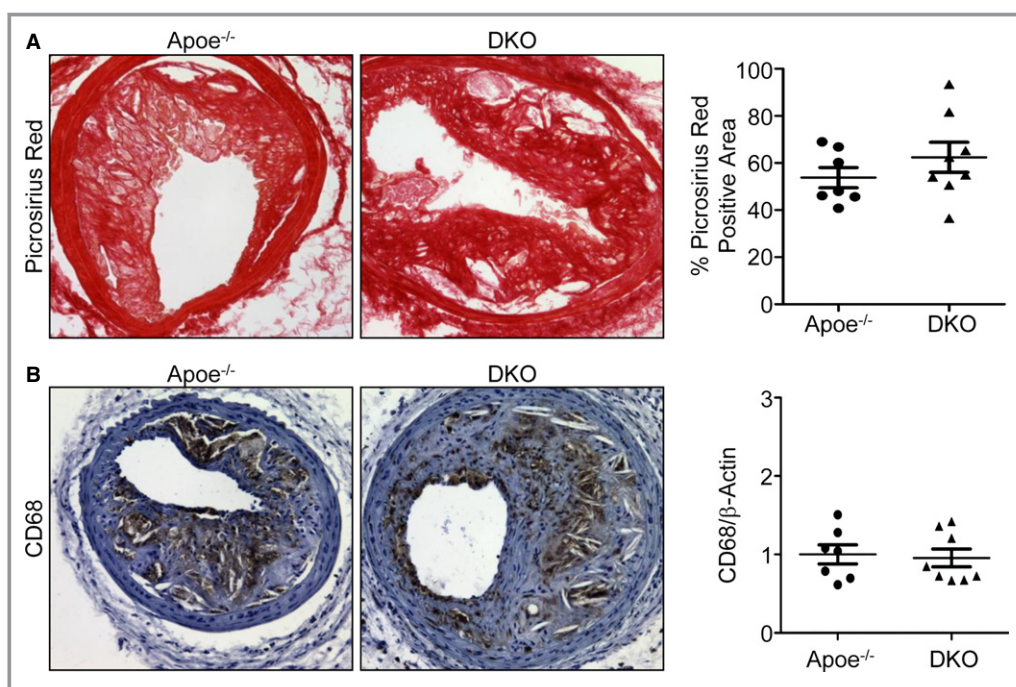 A
Apoe-/-
DKO
Picrosirius Red
% Picrosirius Red
Positive Area
100
80
60
40
20
0
Apoe-/-
DKO
B
Apoe-/-
DKO
CD68
CD68/β-Actin
3
2
1
0
Apoe-/-
DKO